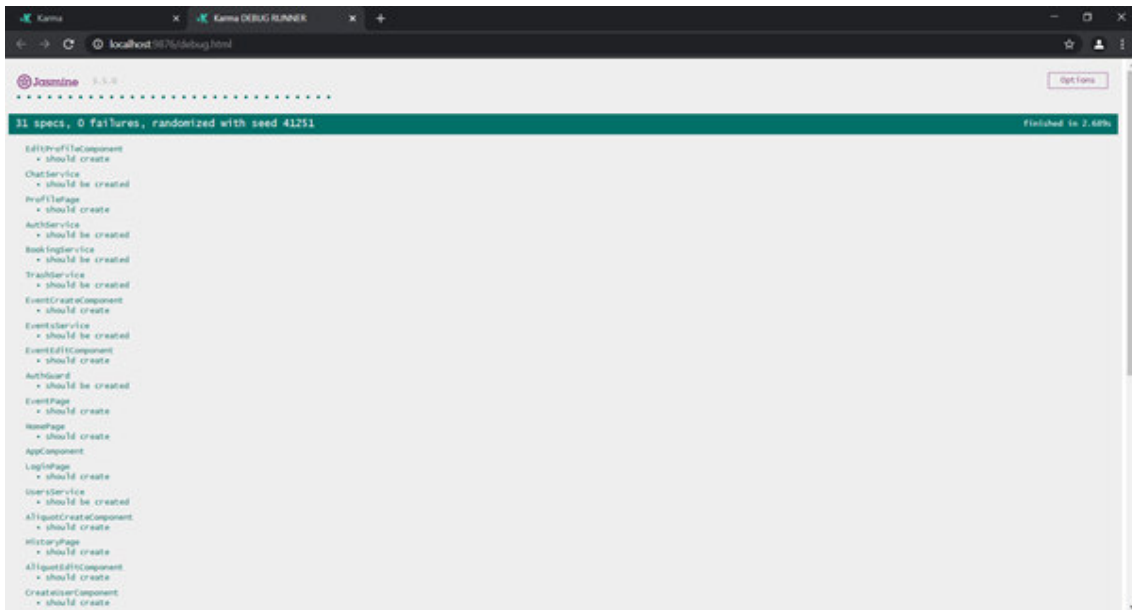 Karma
Karma DEBUG RUNNER
localhost:9876/debug.html
Jasmine
Options
31 specs, 0 failures, randomized with seed 41251
finished in 2.689s
EditProfileComponent
• should create
ChatService
• should be created
ProfilePage
• should create
AuthService
• should be created
BookingService
• should be created
TrashService
• should be created
EventCreateComponent
• should create
EventsService
• should be created
EventEditComponent
• should create
AuthGuard
• should be created
EventPage
• should create
HomePage
• should create
AppComponent
LoginPage
• should create
UsersService
• should be created
AliquotCreateComponent
• should create
HistoryPage
• should create
AliquotEditComponent
• should create
CreateUserComponent
• should create